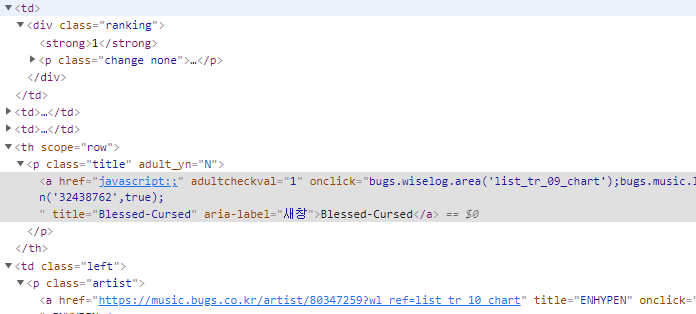 ▼<td>
▼<div class="ranking">
<strong>1</strong>
▶<p class="change none">…</p>
</div>
</td>
▶<td>…</td>
▶<td>…</td>
▼<th scope="row">
▼<p class="title" adult_yn="N">
<a href="javascript:;" adultcheckval="1" onclick="bugs.wiselog.area('list_tr_09_chart');bugs.music.l
n('32438762',true);
" title="Blessed-Cursed" aria-label="새창">Blessed-Cursed</a> == $0
</p>
</th>
▼<td class="left">
▼<p class="artist">
<a href="https://music.bugs.co.kr/artist/80347259?wl_ref=list_tr_10_chart" title="ENHYPEN" onclick="